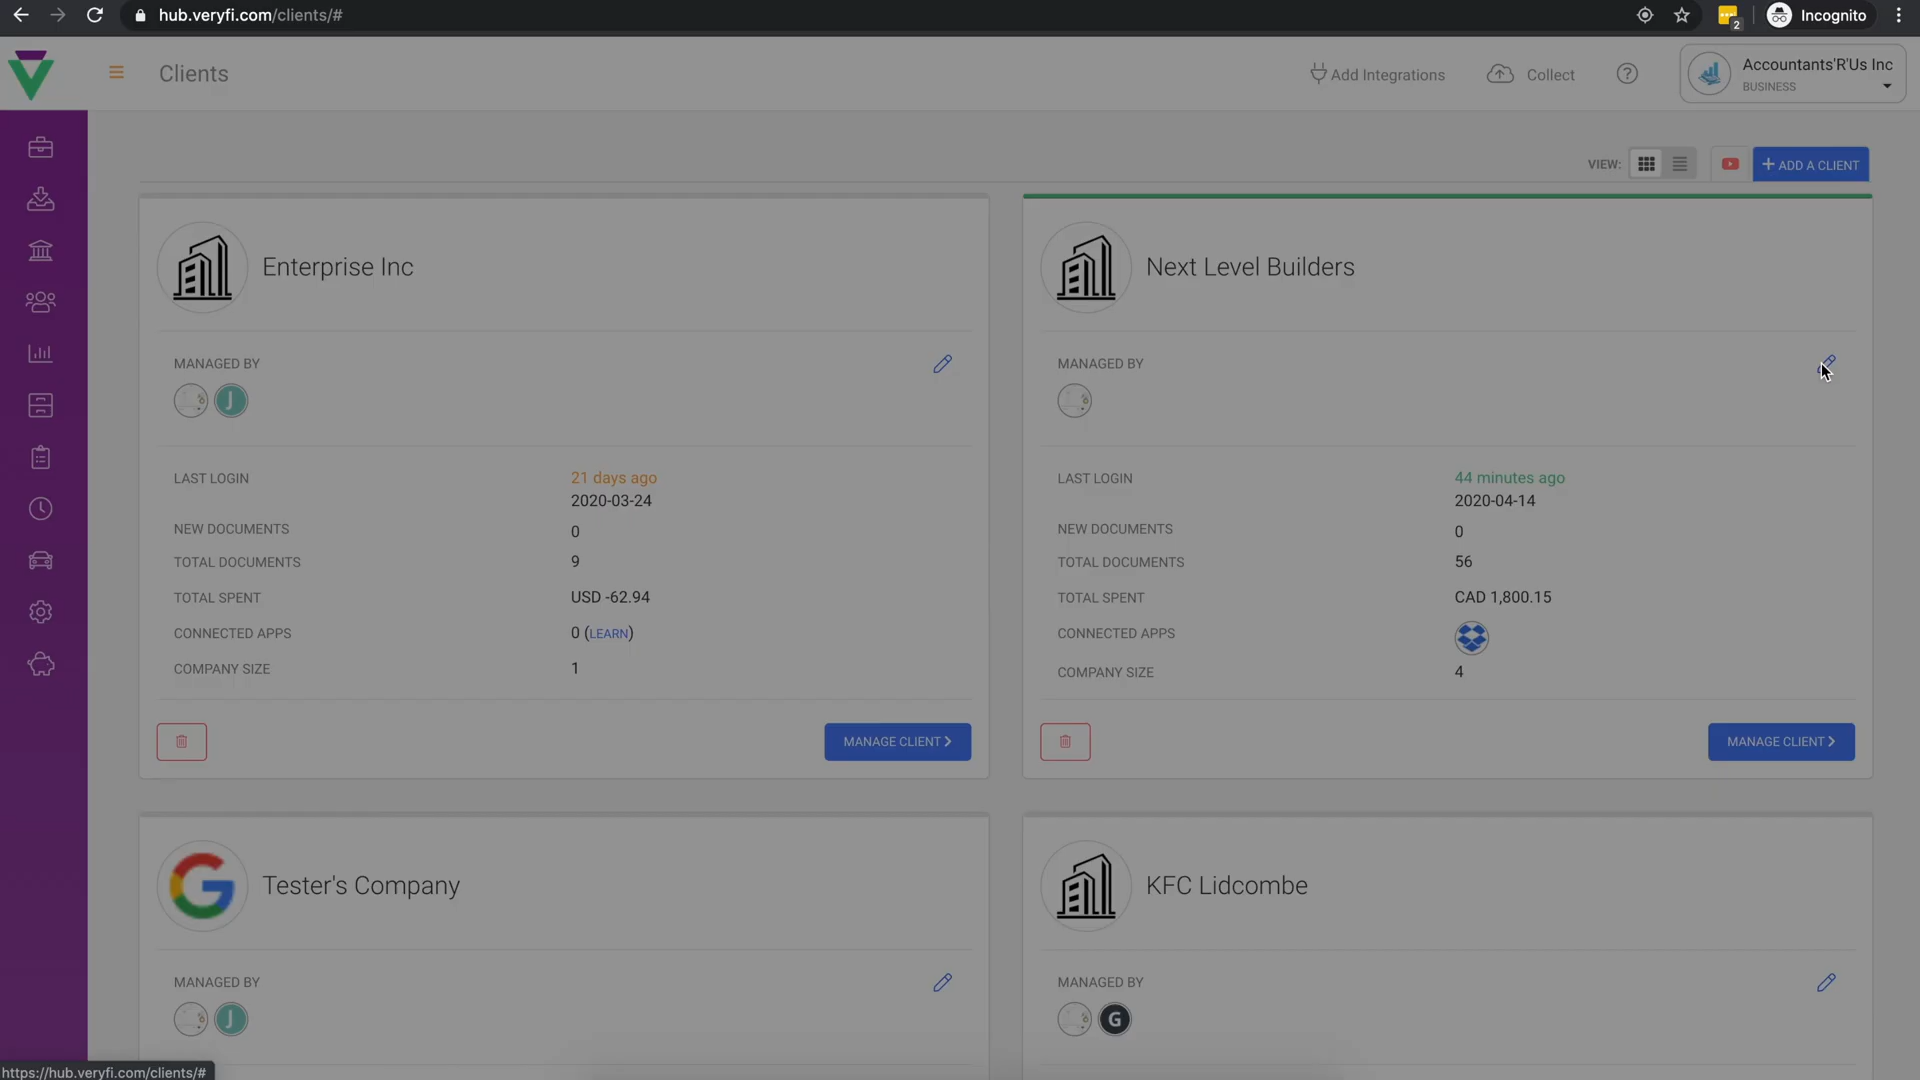 hub.veryfi.com/clients/#
2
Incognito
Clients
Add Integrations
Collect
?
Accountants'R'Us Inc
BUSINESS
VIEW:
+ ADD A CLIENT
Enterprise Inc
Next Level Builders
MANAGED BY
MANAGED BY
J
LAST LOGIN
21 days ago
2020-03-24
NEW DOCUMENTS
0
TOTAL DOCUMENTS
9
TOTAL SPENT
USD -62.94
CONNECTED APPS
0 (LEARN)
COMPANY SIZE
1
MANAGE CLIENT >
LAST LOGIN
44 minutes ago
2020-04-14
NEW DOCUMENTS
0
TOTAL DOCUMENTS
56
TOTAL SPENT
CAD 1,800.15
CONNECTED APPS
COMPANY SIZE
4
MANAGE CLIENT >
Tester's Company
KFC Lidcombe
MANAGED BY
MANAGED BY
J
G
https://hub.veryfi.com/clients/#